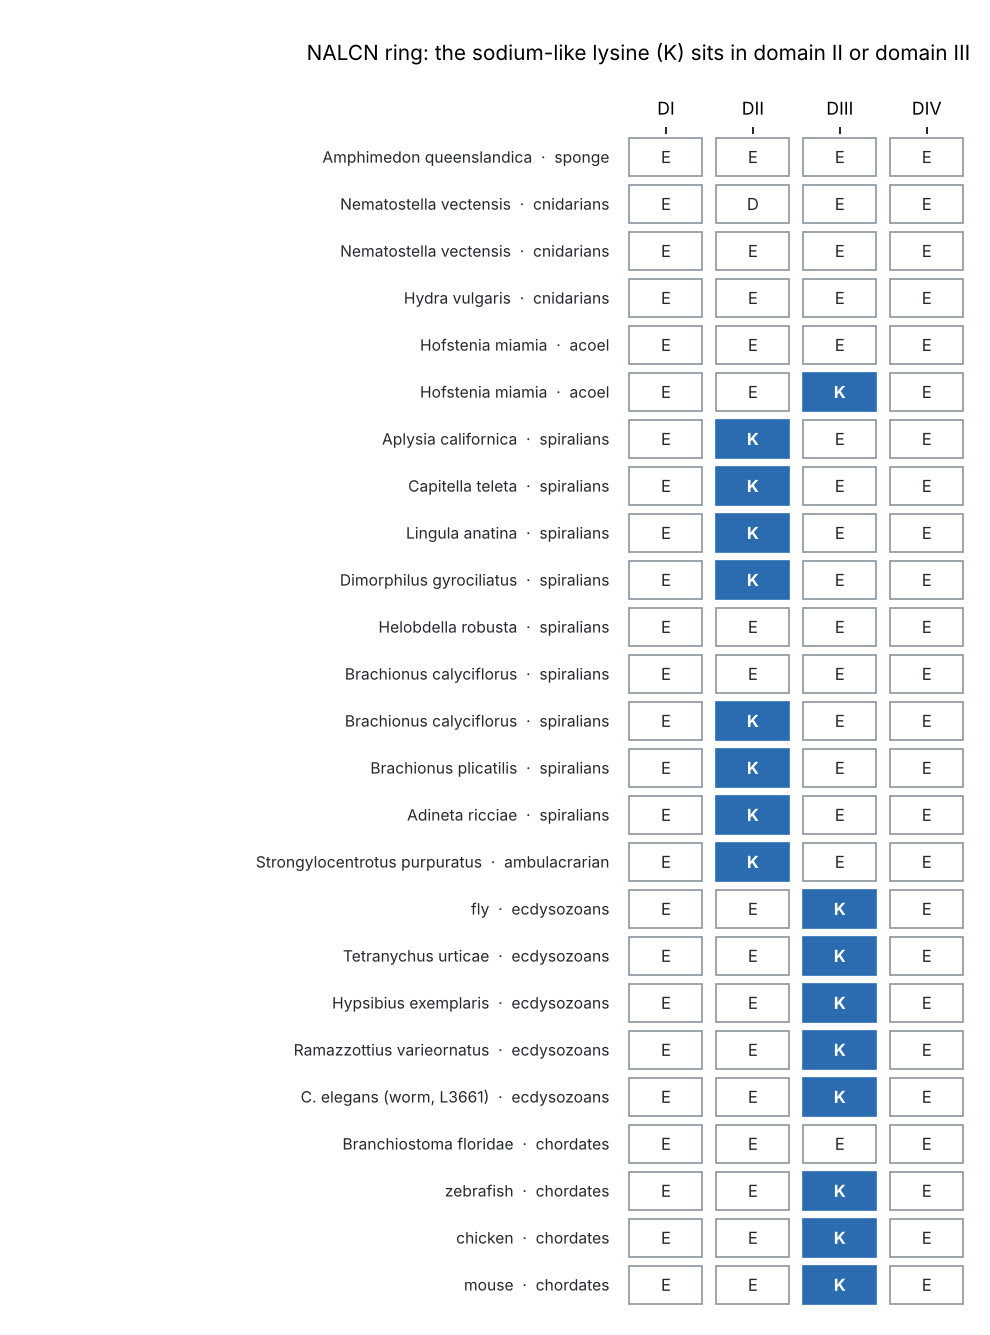 NALCN ring: the sodium-like lysine (K) sits in domain II or domain III
DI DII DIII DIV
Amphimedon queenslandica · sponge E E E E
Nematostella vectensis · cnidarians E D E E
Nematostella vectensis · cnidarians E E E E
Hydra vulgaris · cnidarians E E E E
Hofstenia miamia · acoel E E E E
Hofstenia miamia · acoel E E K E
Aplysia californica · spiralians E K E E
Capitella teleta · spiralians E K E E
Lingula anatina · spiralians E K E E
Dimorphilus gyrociliatus · spiralians E K E E
Helobdella robusta · spiralians E E E E
Brachionus calyciflorus · spiralians E E E E
Brachionus calyciflorus · spiralians E K E E
Brachionus plicatilis · spiralians E K E E
Adineta ricciae · spiralians E K E E
Strongylocentrotus purpuratus · ambulacrarian E K E E
fly · ecdysozoans E E K E
Tetranychus urticae · ecdysozoans E E K E
Hypsibius exemplaris · ecdysozoans E E K E
Ramazzottius varieornatus · ecdysozoans E E K E
C. elegans (worm, L3661) · ecdysozoans E E K E
Branchiostoma floridae · chordates E E E E
zebrafish · chordates E E K E
chicken · chordates E E K E
mouse · chordates E E K E